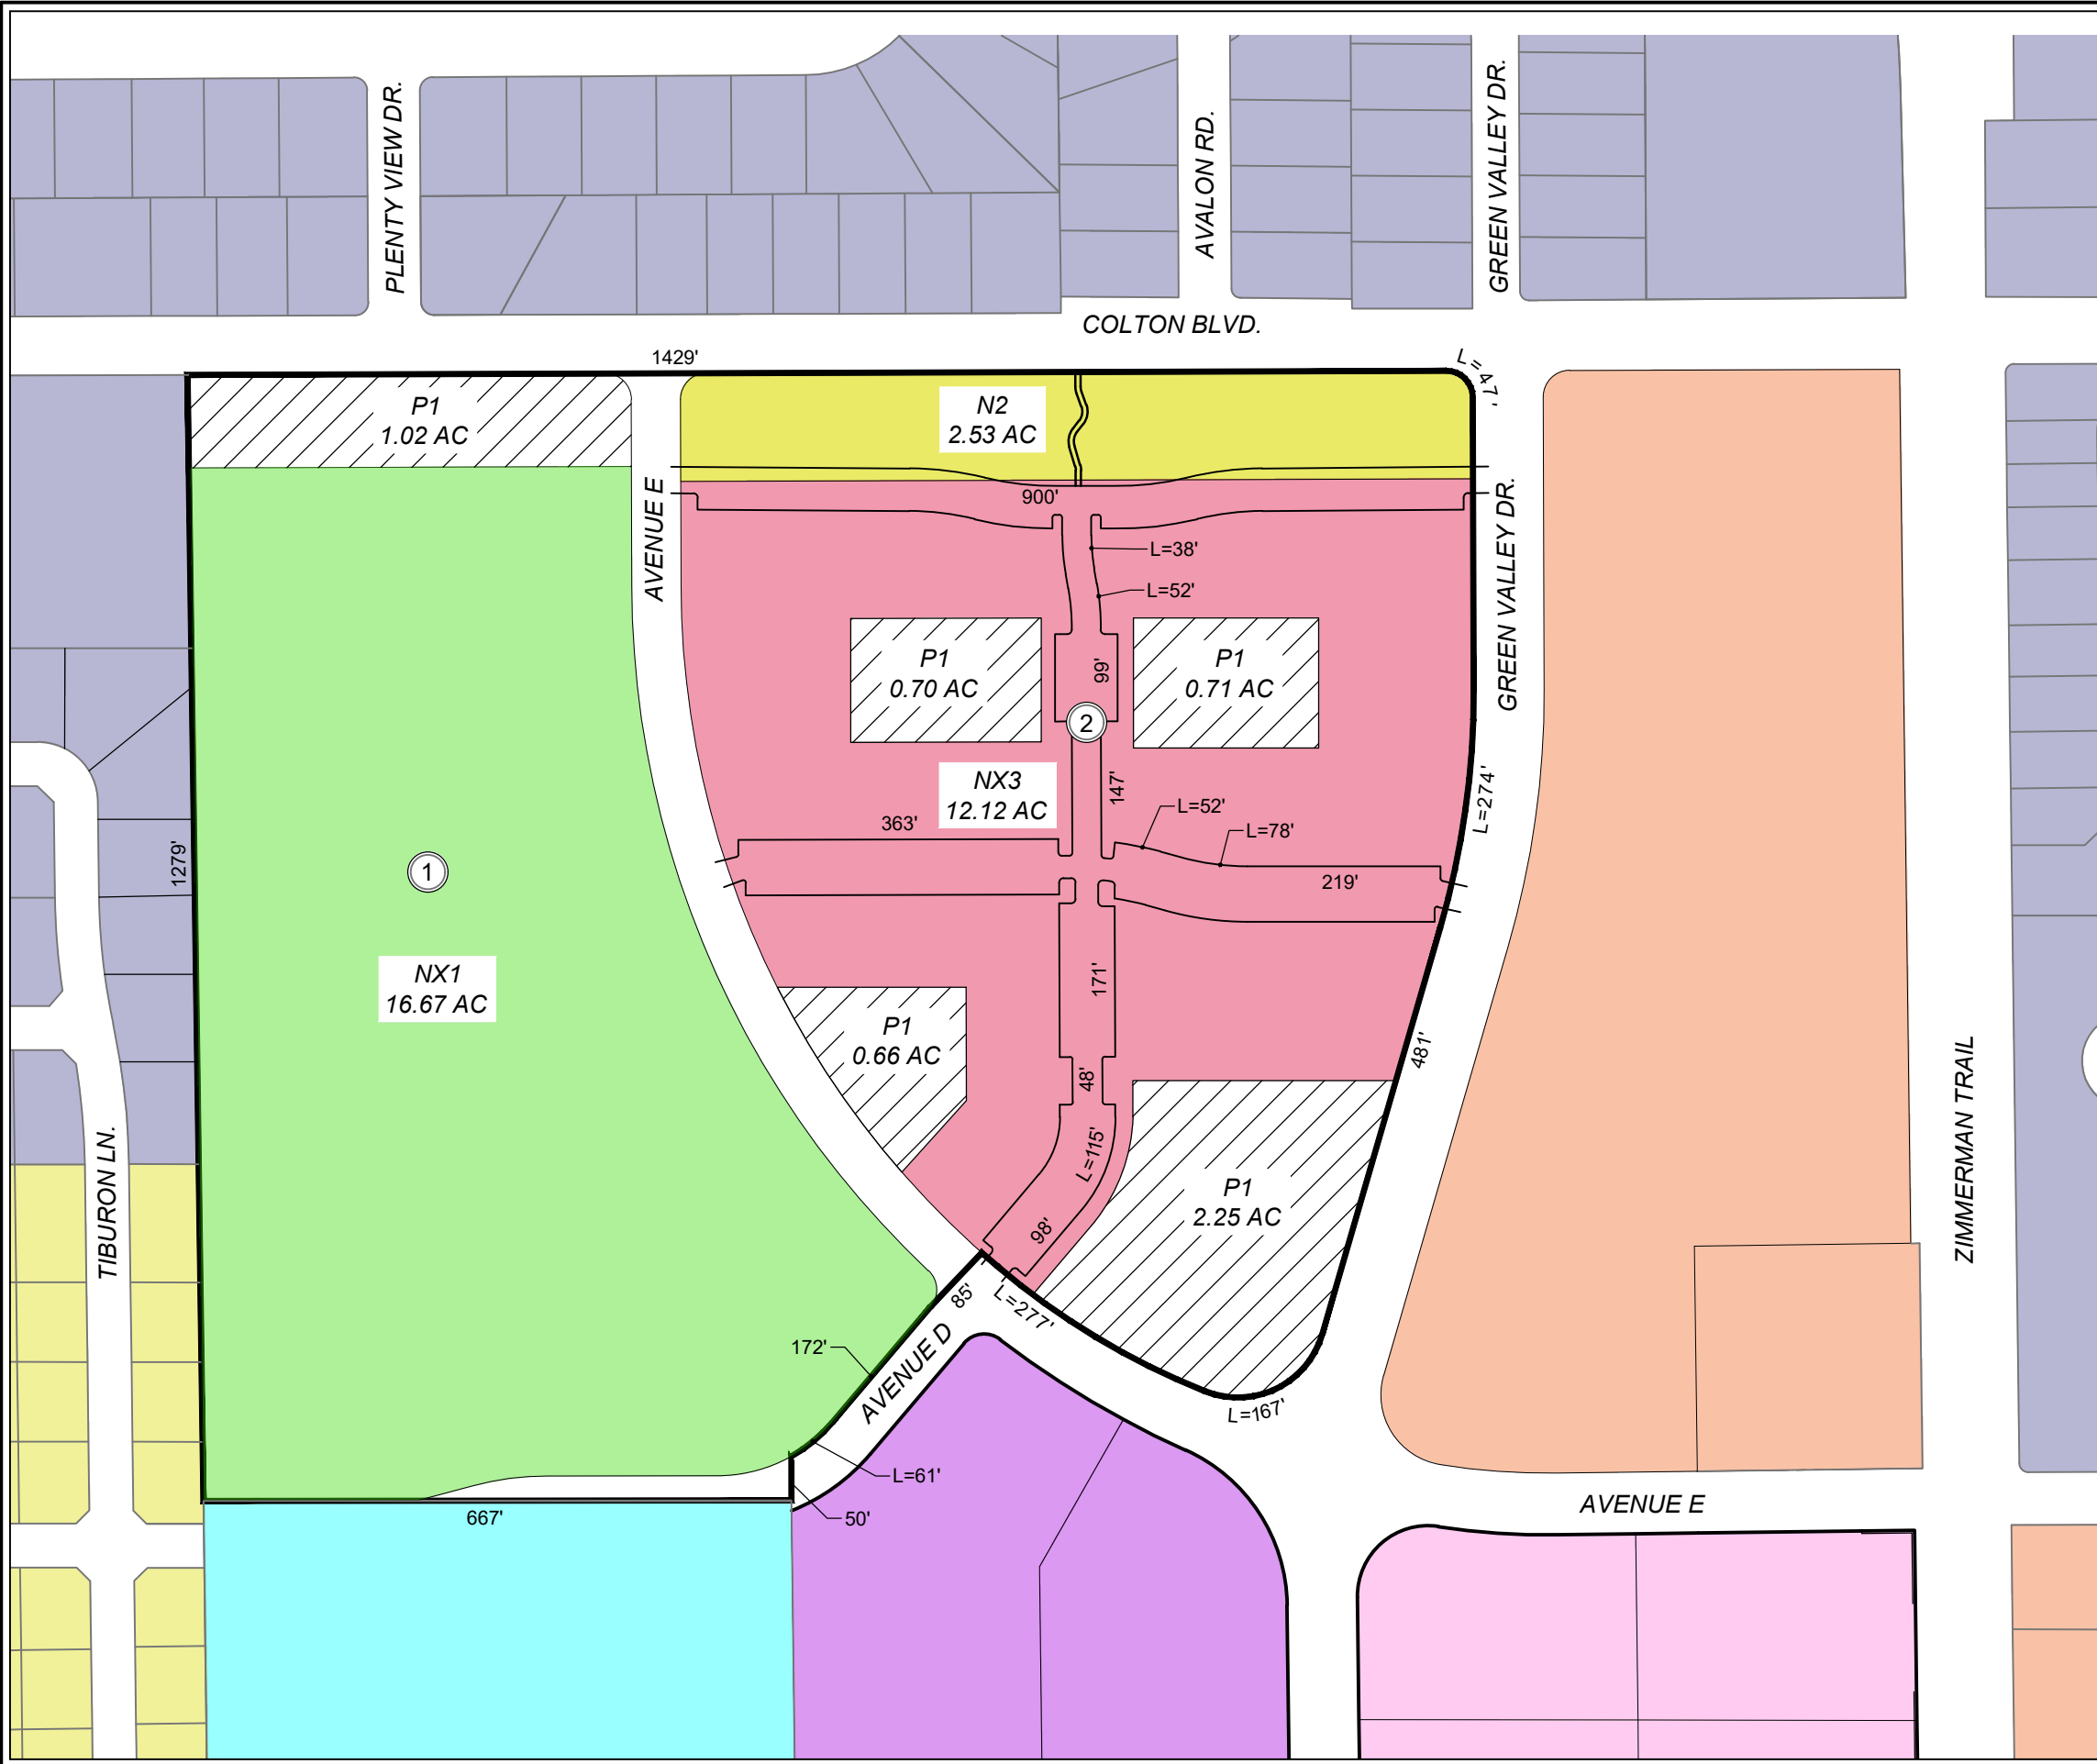 PLENTY VIEW DR.
AVALON RD.
GREEN VALLEY DR.
COLTON BLVD.
1429'
L=47'
P1
1.02 AC
N2
2.53 AC
AVENUE E
900'
GREEN VALLEY DR.
L=38'
L=52'
P1
0.70 AC
99'
P1
0.71 AC
2
NX3
12.12 AC
147'
L=274'
L=52'
363'
L=78'
1279'
1
219'
NX1
16.67 AC
171'
P1
0.66 AC
481'
48'
ZIMMERMAN TRAIL
L=115'
TIBURON LN.
P1
2.25 AC
98'
85'
L=277'
172'
AVENUE D
L=167'
L=61'
AVENUE E
667'
50'